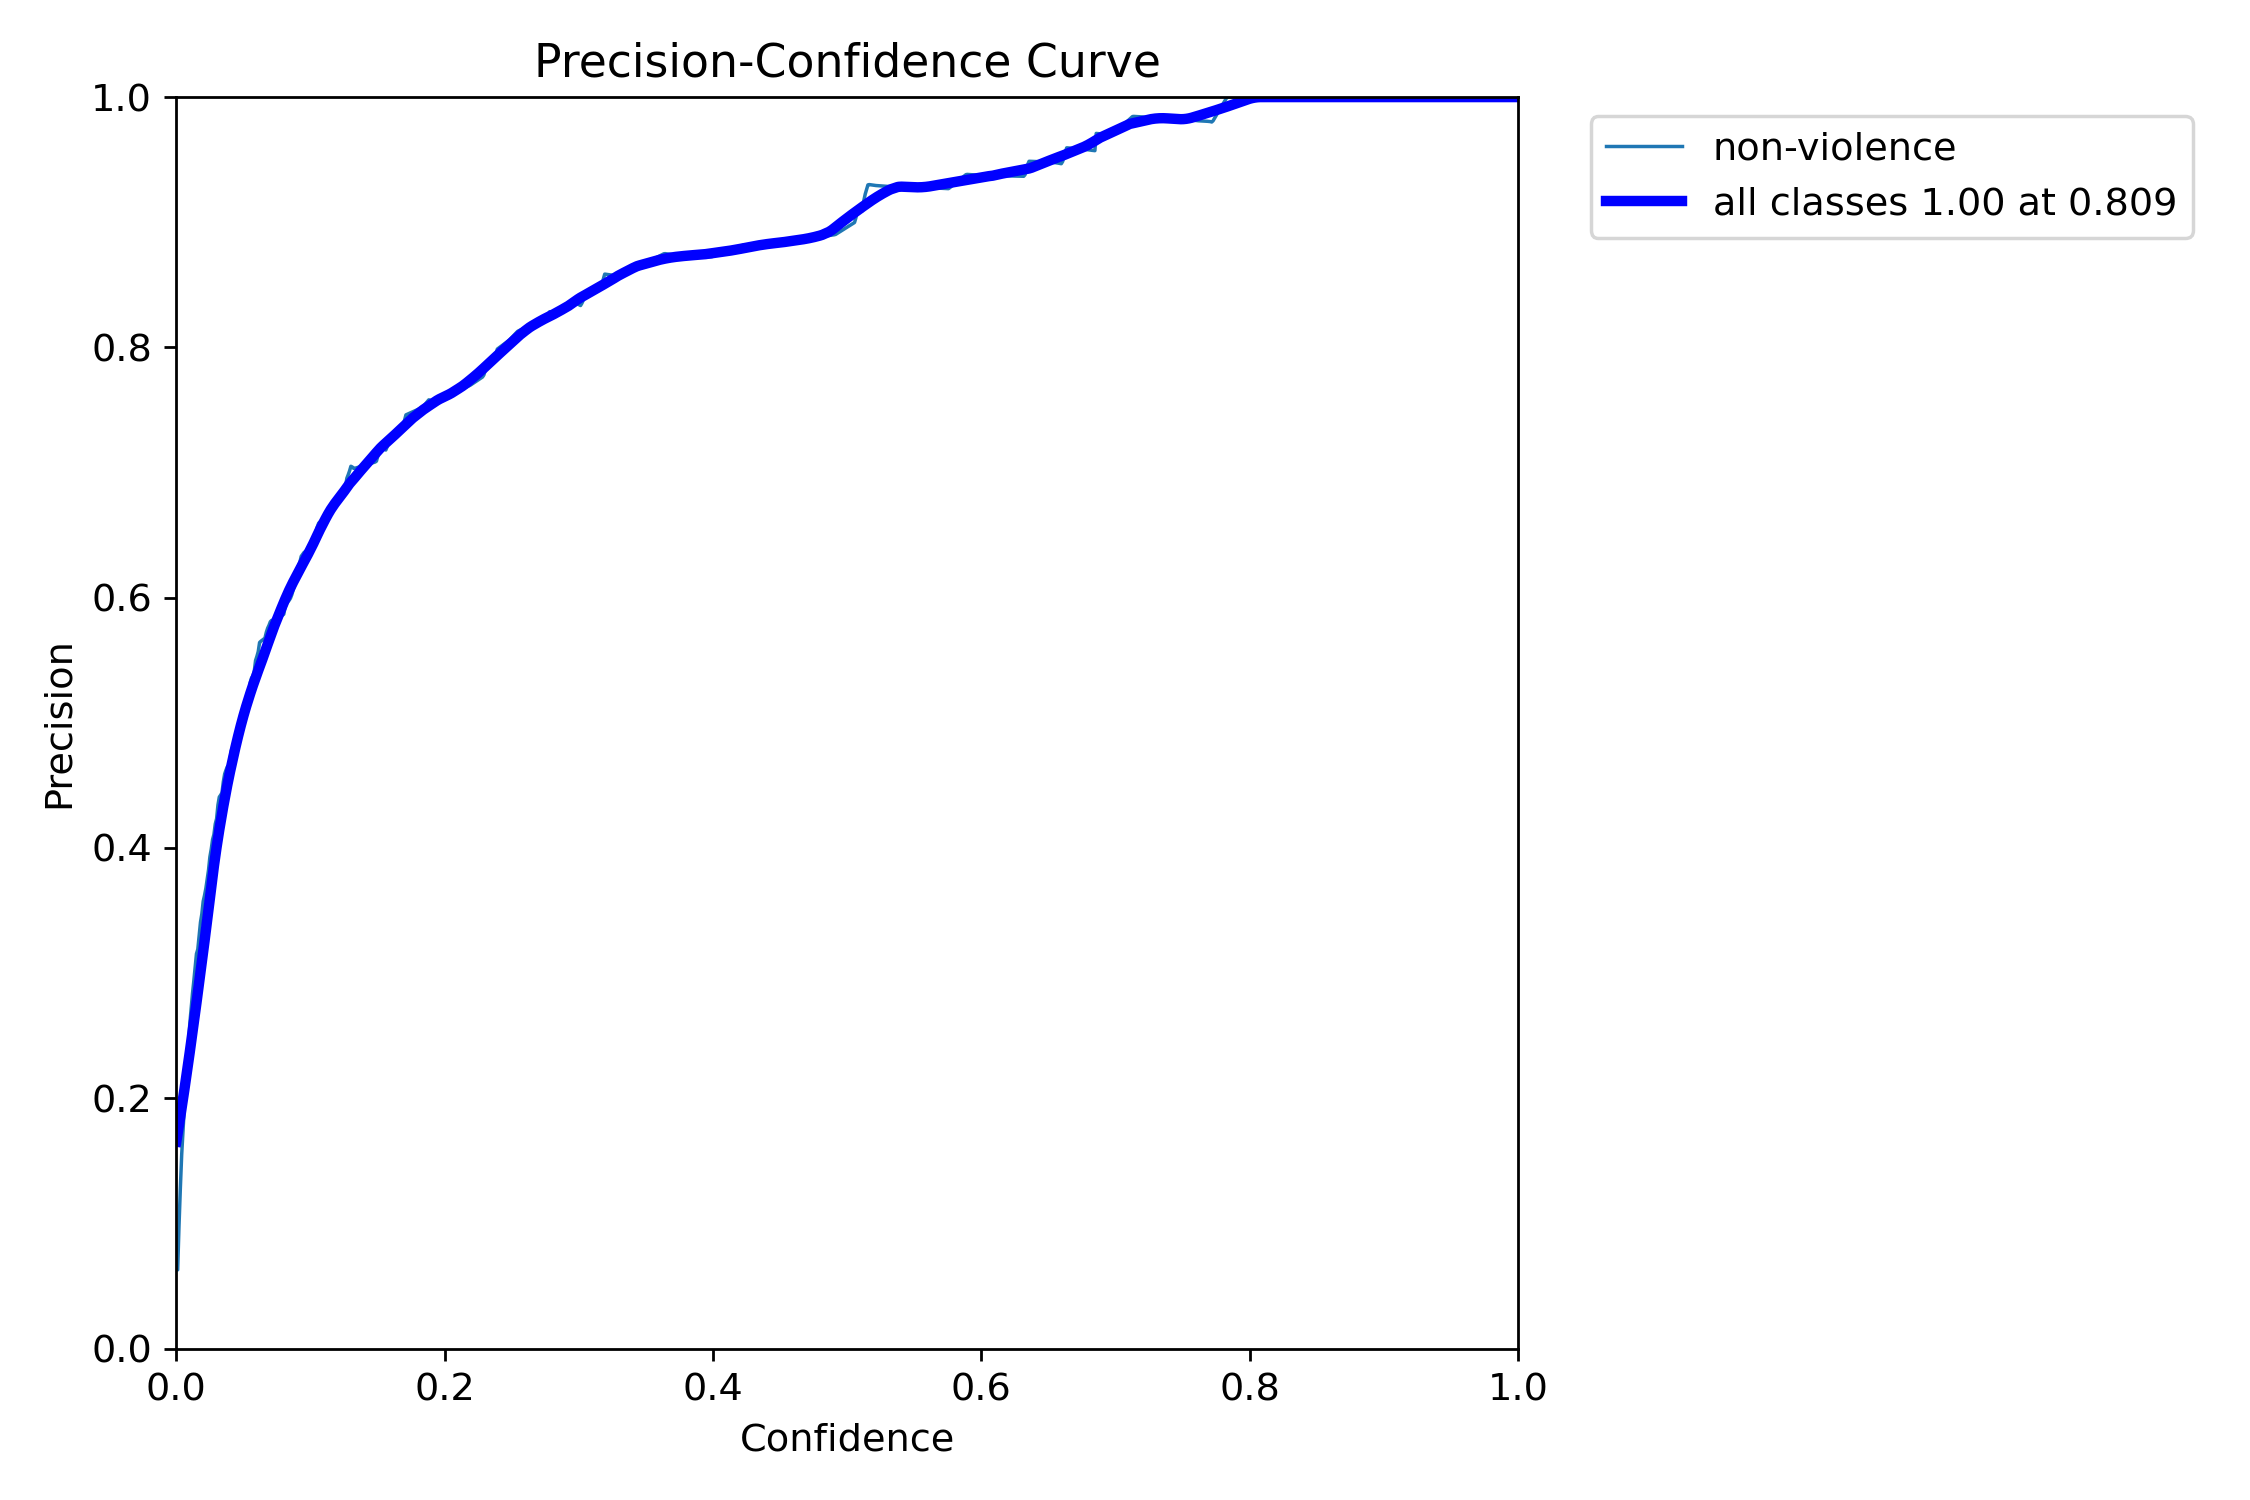 Precision-Confidence Curve
1.0
0.8
0.6
0.4
0.2
0.0
Precision
0.0 0.2 0.4 0.6 0.8 1.0
Confidence
non-violence
all classes 1.00 at 0.809